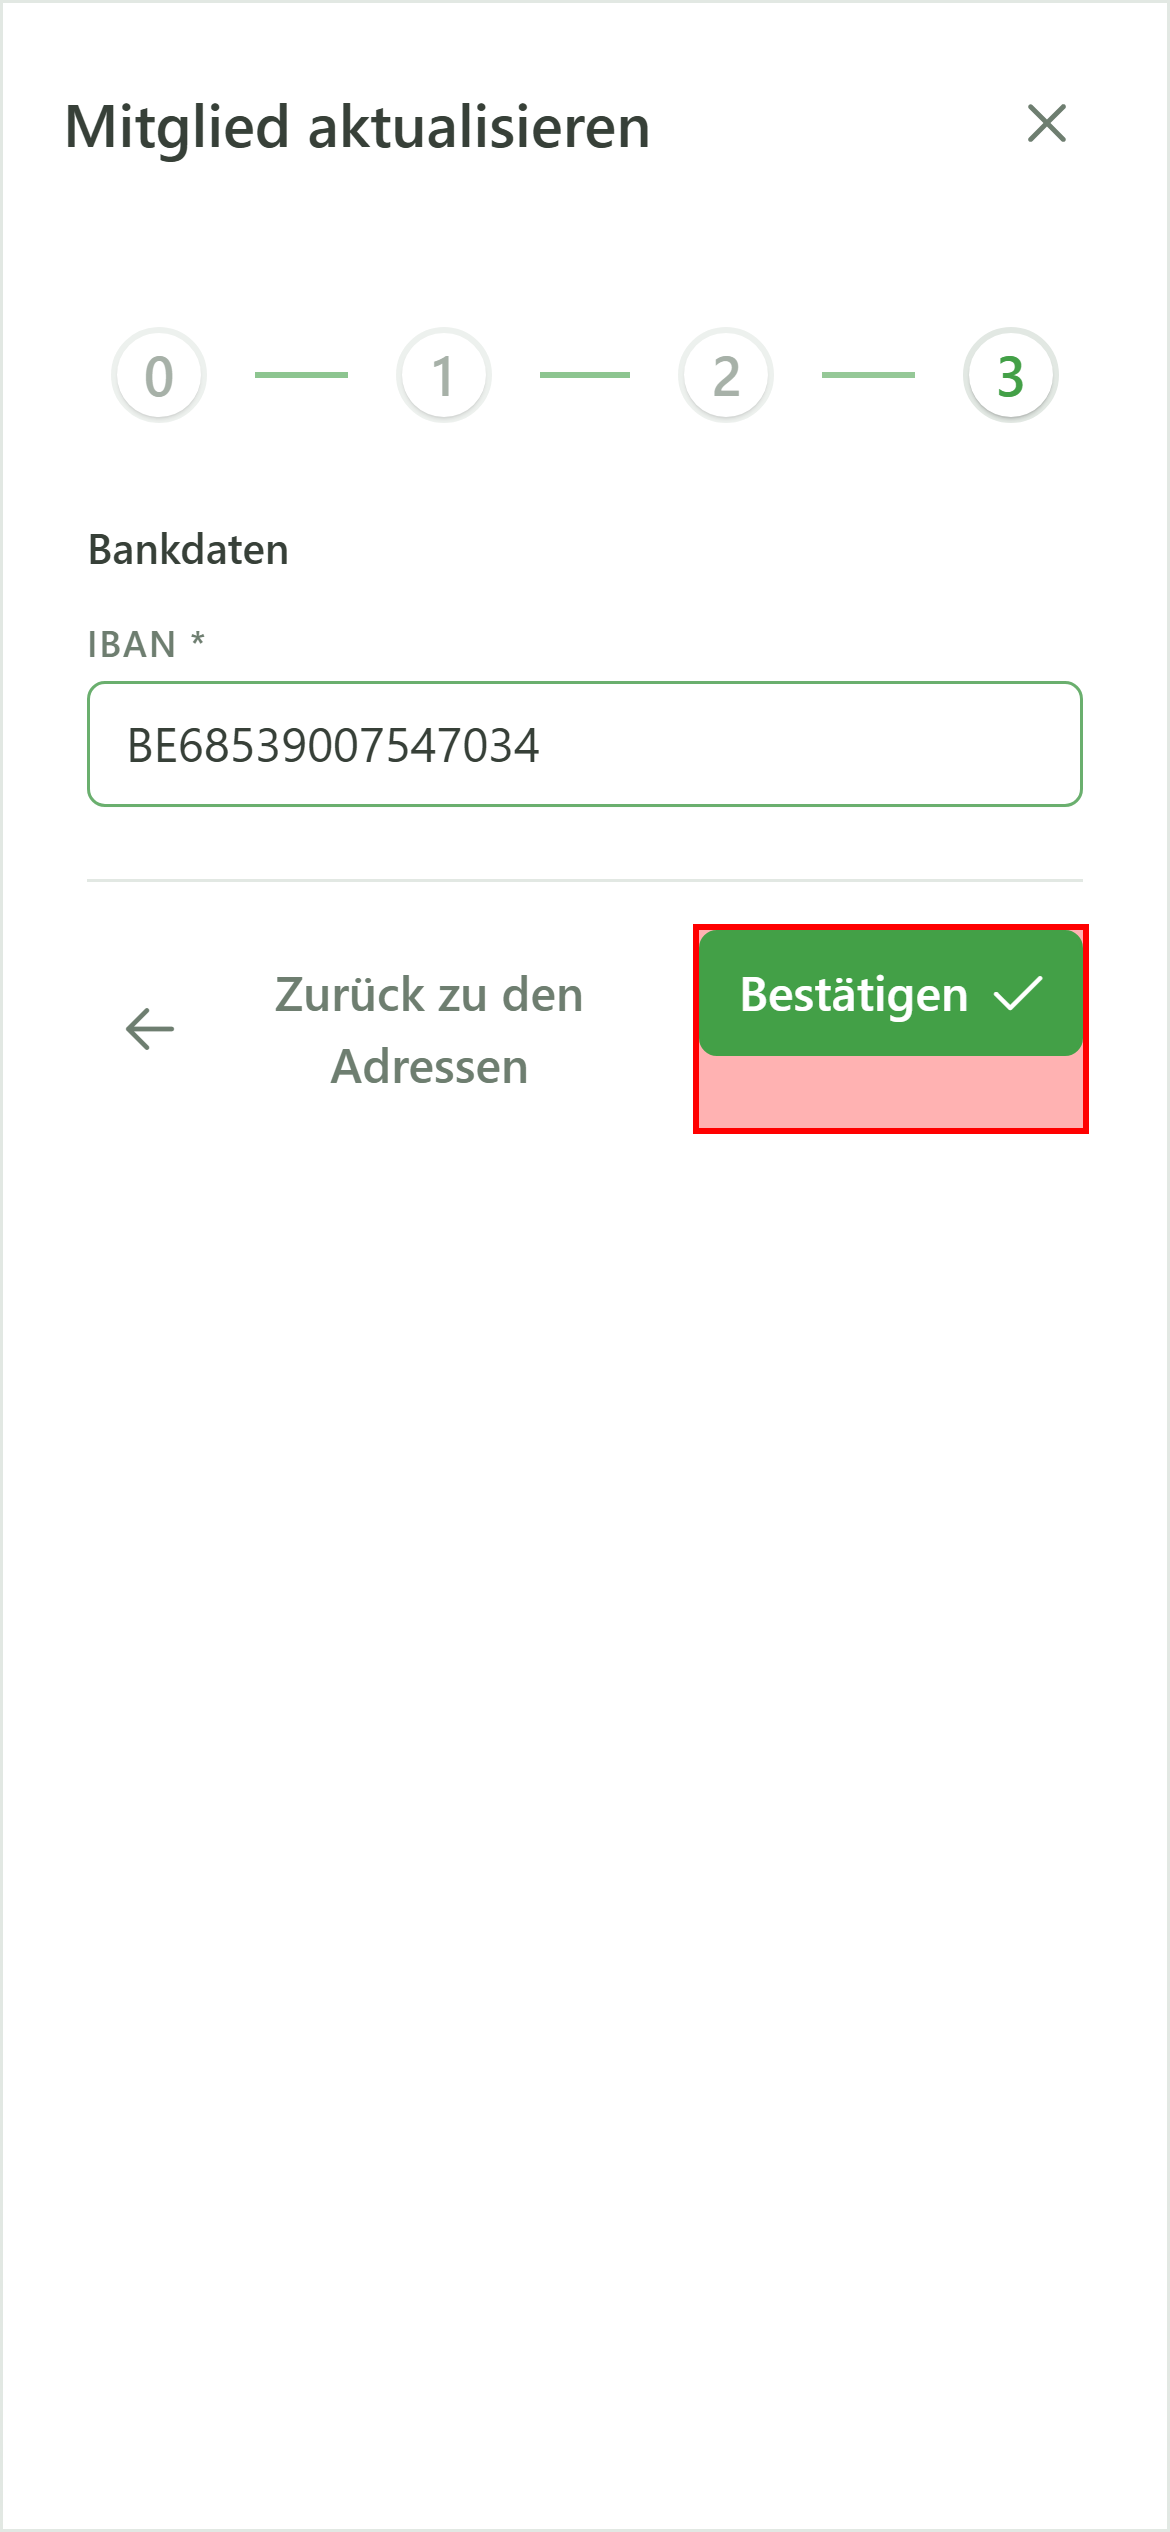 Mitglied aktualisieren
0 1 2 3
Bankdaten
IBAN *
BE68539007547034
Zurück zu den
Adressen
Bestätigen